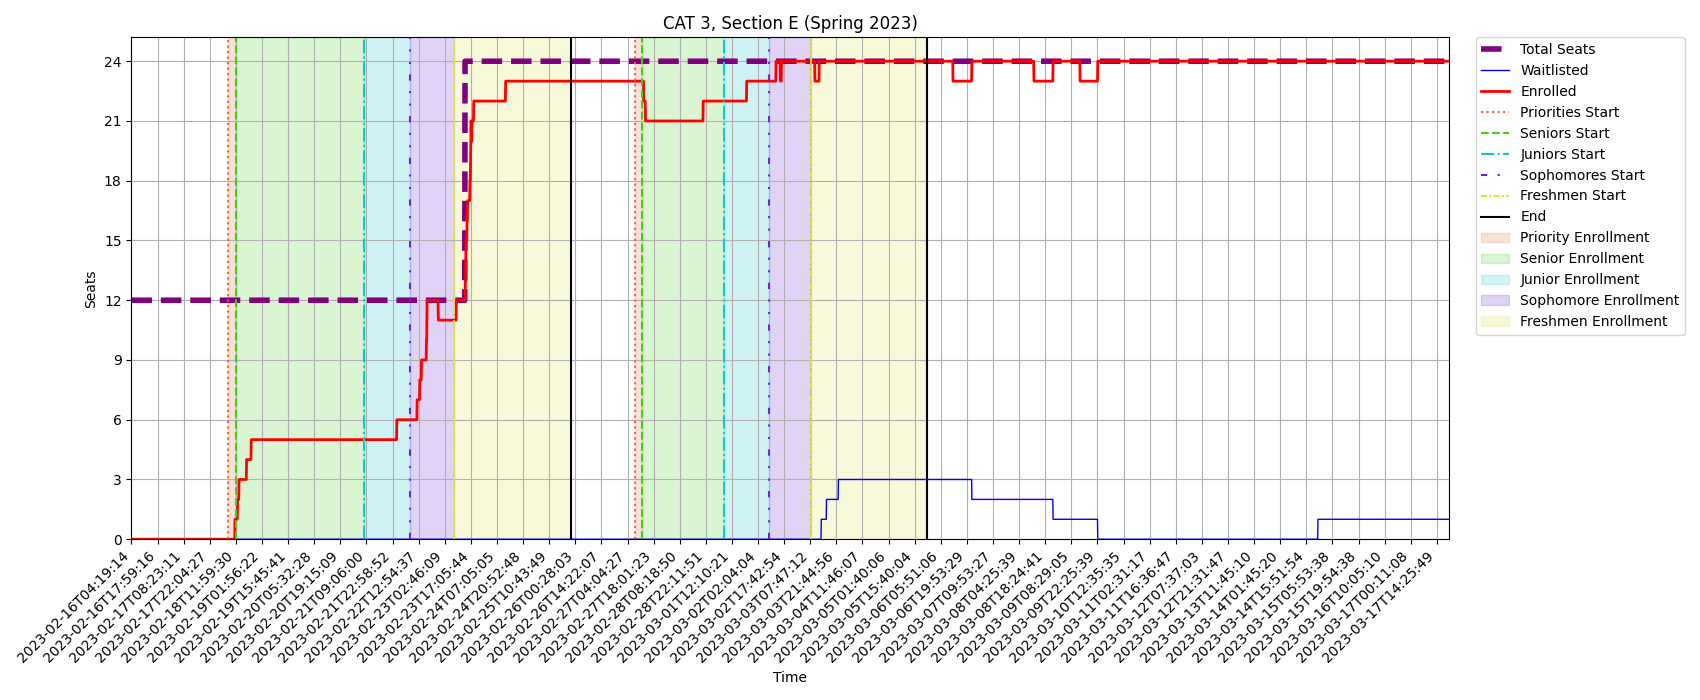 CAT 3, Section E (Spring 2023)
Seats
24
21
18
15
12
9
6
3
0
2023-02-16T04:19:14
2023-02-16T17:59:16
2023-02-17T08:23:11
2023-02-17T22:04:27
2023-02-18T11:59:30
2023-02-19T01:56:22
2023-02-19T15:45:41
2023-02-20T05:32:28
2023-02-20T19:15:09
2023-02-21T09:06:00
2023-02-21T22:58:52
2023-02-22T12:54:37
2023-02-23T02:46:09
2023-02-23T17:05:44
2023-02-24T07:05:05
2023-02-24T20:52:48
2023-02-25T10:43:49
2023-02-26T00:28:03
2023-02-26T14:22:07
2023-02-27T04:04:27
2023-02-27T18:01:23
2023-02-28T08:18:50
2023-02-28T22:11:51
2023-03-01T12:10:21
2023-03-02T02:04:04
2023-03-02T17:42:54
2023-03-03T07:47:12
2023-03-03T21:44:56
2023-03-04T11:46:07
2023-03-05T01:40:06
2023-03-05T15:40:04
2023-03-06T05:51:06
2023-03-06T19:53:29
2023-03-07T09:53:27
2023-03-08T04:25:39
2023-03-08T18:24:41
2023-03-09T08:29:05
2023-03-09T22:25:39
2023-03-10T12:35:35
2023-03-11T02:31:17
2023-03-11T16:36:47
2023-03-12T07:37:03
2023-03-12T21:31:47
2023-03-13T11:45:10
2023-03-14T01:45:20
2023-03-14T15:51:54
2023-03-15T05:53:38
2023-03-15T19:54:38
2023-03-16T10:05:10
2023-03-17T00:11:08
2023-03-17T14:25:49
Time
Total Seats
Waitlisted
Enrolled
Priorities Start
Seniors Start
Juniors Start
Sophomores Start
Freshmen Start
End
Priority Enrollment
Senior Enrollment
Junior Enrollment
Sophomore Enrollment
Freshmen Enrollment